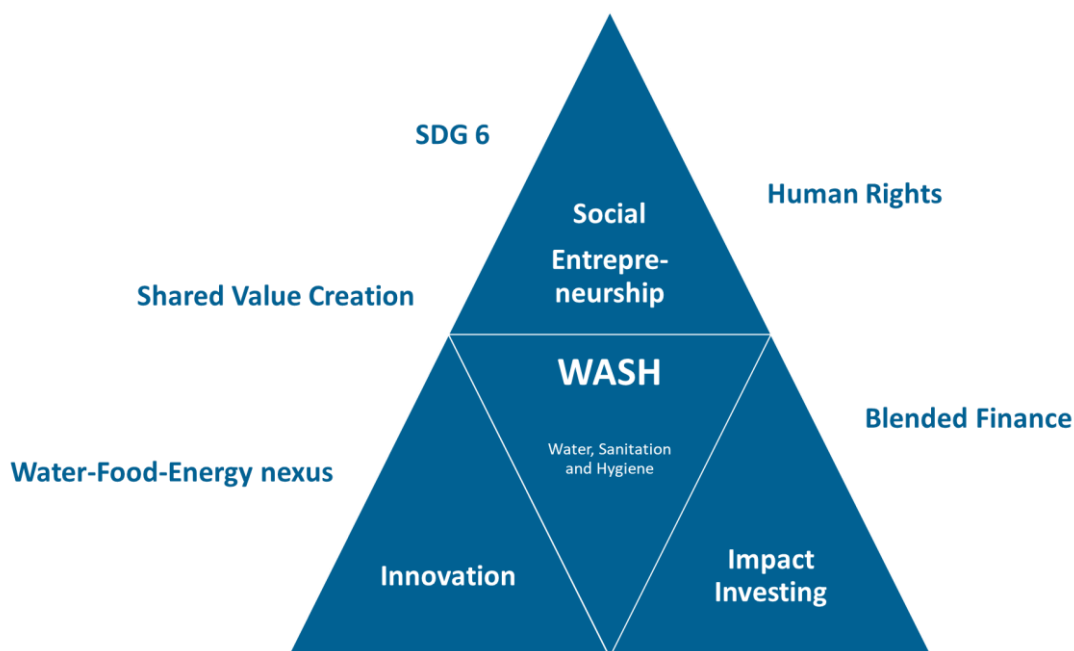 SDG 6
Human Rights
Social
Entrepre-
neurship
Shared Value Creation
WASH
Blended Finance
Water, Sanitation
and Hygiene
Water-Food-Energy nexus
Innovation
Impact
Investing